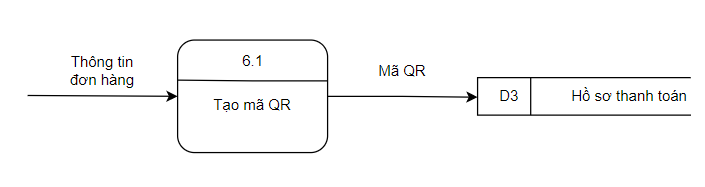 Thông tin
đơn hàng
6.1
Tạo mã QR
Mã QR
D3
Hồ sơ thanh toán